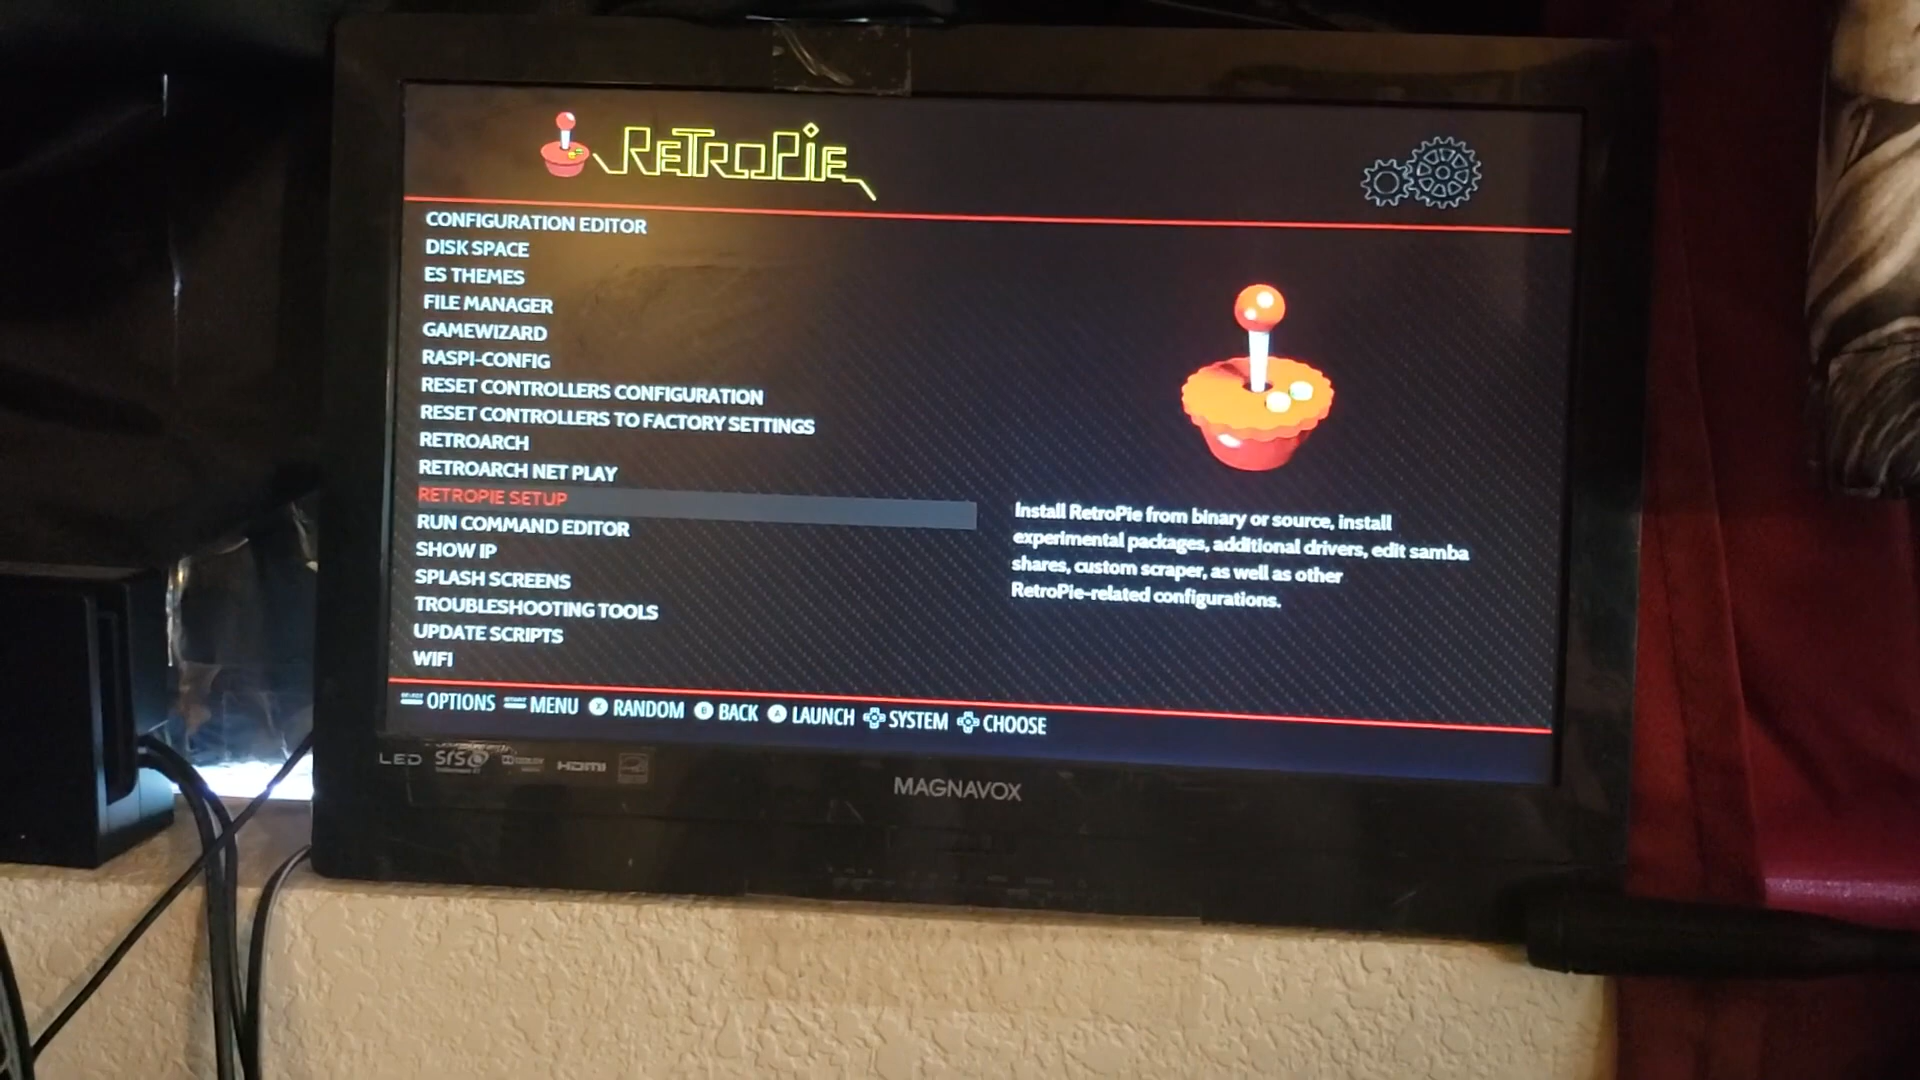 RETROPIE
CONFIGURATION EDITOR
DISK SPACE
ES THEMES
FILE MANAGER
GAMEWIZARD
RASPI-CONFIG
RESET CONTROLLERS CONFIGURATION
RESET CONTROLLERS TO FACTORY SETTINGS
RETROARCH
RETROARCH NET PLAY
RETROPIE SETUP
RUN COMMAND EDITOR
SHOW IP
SPLASH SCREENS
TROUBLESHOOTING TOOLS
UPDATE SCRIPTS
WIFI
Install RetroPie from binary or source, install
experimental packages, additional drivers, edit samba
shares, custom scraper, as well as other
RetroPie-related configurations.
OPTIONS MENU Y RANDOM B BACK A LAUNCH SYSTEM CHOOSE
LED SRS HDMI
MAGNAVOX